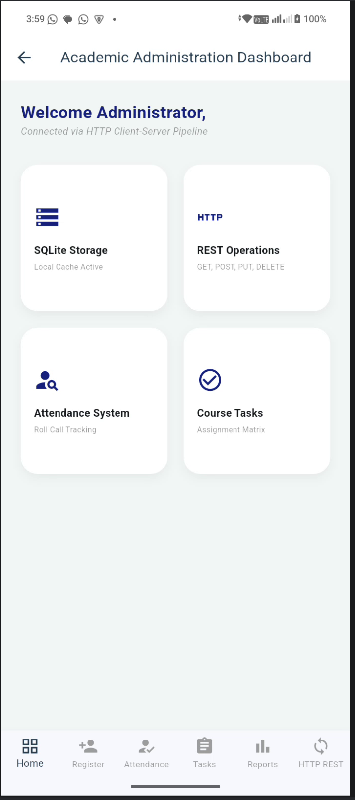 3:59 100%
Academic Administration Dashboard
Welcome Administrator,
Connected via HTTP Client-Server Pipeline
SQLite Storage
Local Cache Active
HTTP
REST Operations
GET, POST, PUT, DELETE
Attendance System
Roll Call Tracking
Course Tasks
Assignment Matrix
Home Register Attendance Tasks Reports HTTP REST